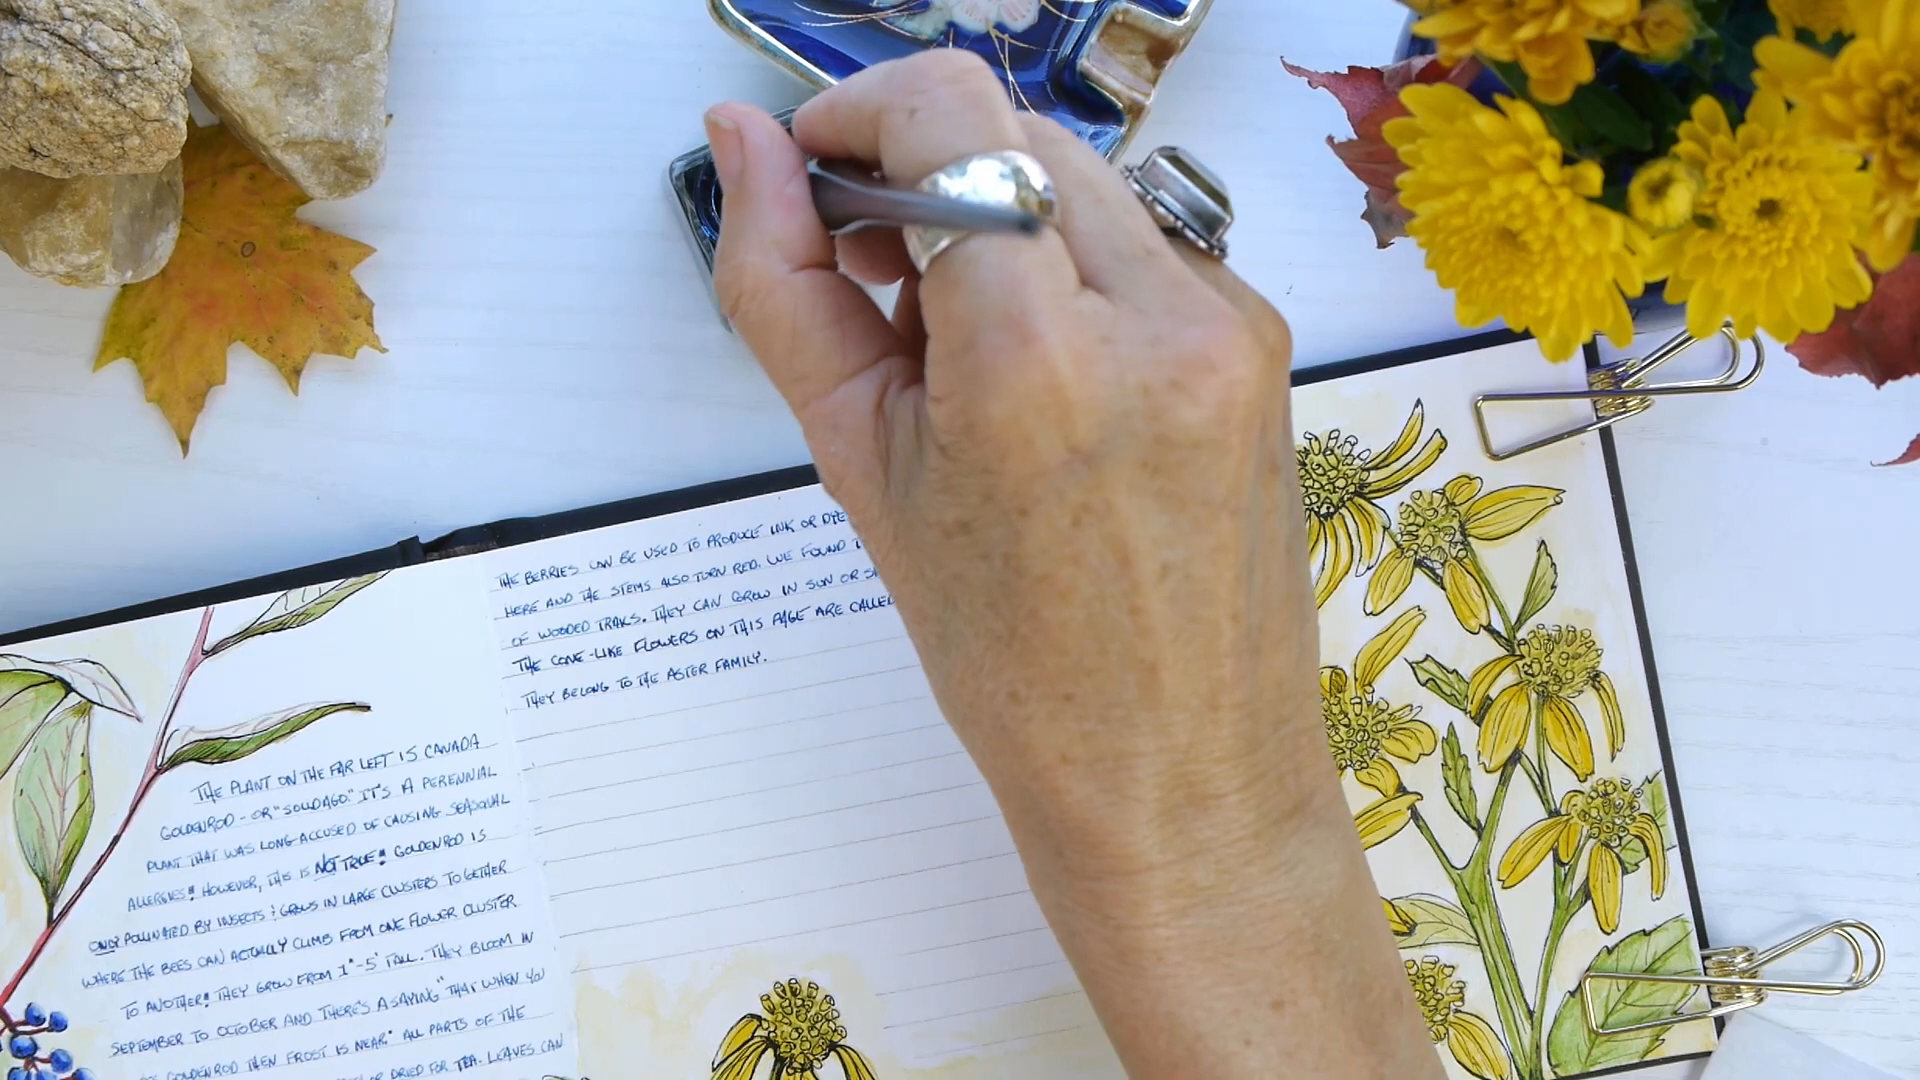 THE PLANT ON THE FAR LEFT IS CANADA
GOLDENROD - OR "SOLIDAGO." IT'S A PERENNIAL
PLANT THAT WAS LONG ACCUSED OF CAUSING SEASONAL
ALLERGIES! HOWEVER, THIS IS NOT TRUE! GOLDENROD IS
ONLY POLLINATED BY INSECTS & GROWS IN LARGE CLUSTERS TOGETHER
WHERE THE BEES CAN ACTUALLY CLIMB FROM ONE FLOWER CLUSTER
TO ANOTHER! THEY GROW FROM 1'-5' TALL. THEY BLOOM IN
SEPTEMBER TO OCTOBER AND THERE'S A SAYING "THAT WHEN
GOLDENROD THEN FROST IS NEAR." ALL PARTS OF THE
OR DRIED FOR TEA. LEAVES CAN
THE BERRIES CAN BE USED TO PRODUCE INK OR DYE
HERE AND THE STEMS ALSO TURN RED. WE FOUND
OF WOODED TRAILS. THEY CAN GROW IN SUN OR
THE CONE-LIKE FLOWERS ON THIS PAGE ARE CALLED
THEY BELONG TO THE ASTER FAMILY.